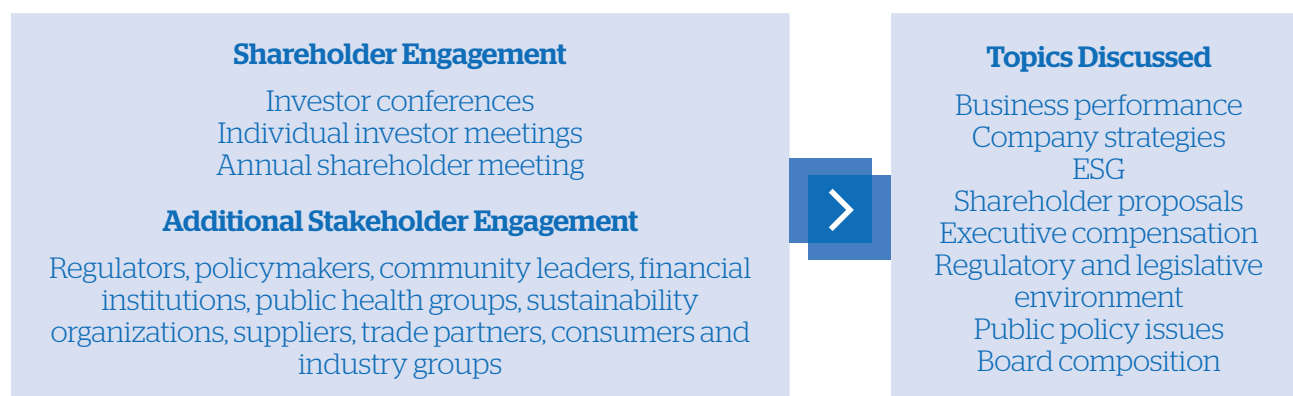 Shareholder Engagement
Investor conferences
Individual investor meetings
Annual shareholder meeting
Additional Stakeholder Engagement
Regulators, policymakers, community leaders, financial
institutions, public health groups, sustainability
organizations, suppliers, trade partners, consumers and
industry groups
Topics Discussed
Business performance
Company strategies
ESG
Shareholder proposals
Executive compensation
Regulatory and legislative
environment
Public policy issues
Board composition